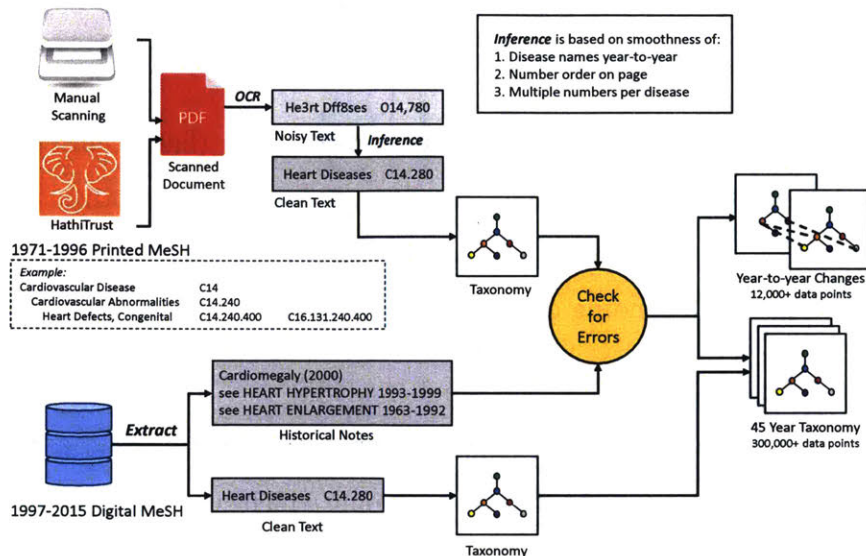 Manual
Scanning
HathiTrust
1971-1996 Printed MeSH
PDF
Scanned
Document
OCR
He3rt Dff8ses O14,780
Noisy Text
Inference
Heart Diseases C14.280
Clean Text
Inference is based on smoothness of:
1. Disease names year-to-year
2. Number order on page
3. Multiple numbers per disease
Example:
Cardiovascular Disease C14
Cardiovascular Abnormalities C14.240
Heart Defects, Congenital C14.240.400 C16.131.240.400
Taxonomy
Check
for
Errors
Year-to-year Changes
12,000+ data points
45 Year Taxonomy
300,000+ data points
Extract
1997-2015 Digital MeSH
Cardiomegaly (2000)
see HEART HYPERTROPHY 1993-1999
see HEART ENLARGEMENT 1963-1992
Historical Notes
Heart Diseases C14.280
Clean Text
Taxonomy